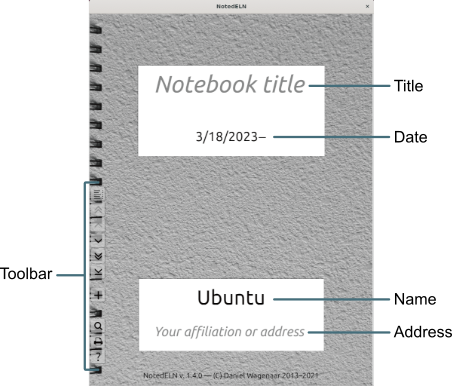 NotedELN ×
Notebook title
Title
3/18/2023–
Date
Toolbar
+
?
Ubuntu
Name
Your affiliation or address
Address
NotedELN v. 1.4.0 — (C) Daniel Wagenaar 2013–2021